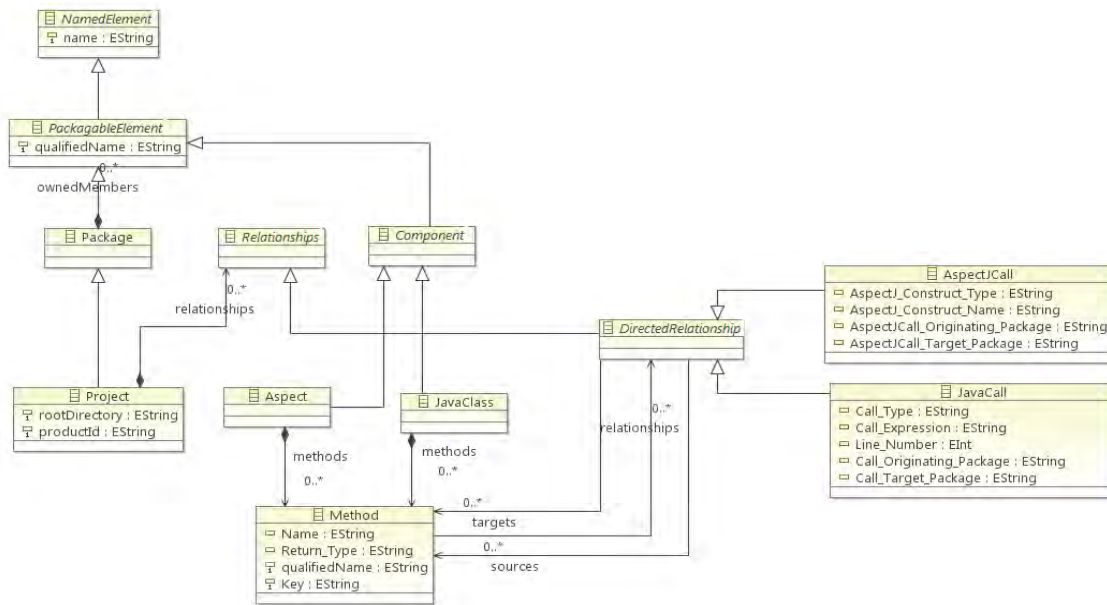 NamedElement
name : EString
PackagableElement
qualifiedName : EString
0..*
ownedMembers
Package
Relationships
Component
0..*
relationships
AspectJCall
AspectJ_Construct_Type : EString
AspectJ_Construct_Name : EString
AspectJCall_Originating_Package : EString
AspectJCall_Target_Package : EString
DirectedRelationship
Project
rootDirectory : EString
productId : EString
Aspect
JavaClass
JavaCall
Call_Type : EString
Call_Expression : EString
Line_Number : EInt
Call_Originating_Package : EString
Call_Target_Package : EString
0..*
relationships
methods
0..*
methods
0..*
Method
Name : EString
Return_Type : EString
qualifiedName : EString
Key : EString
0..*
targets
0..*
sources